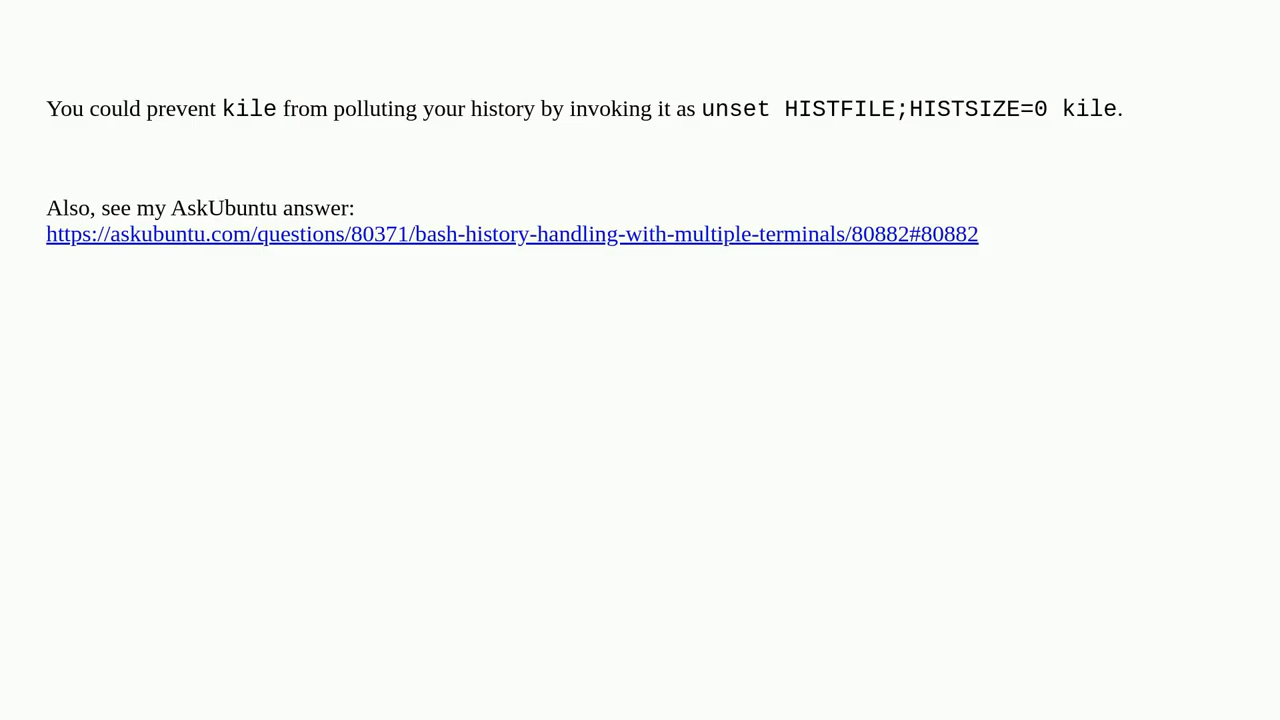 You could prevent kile from polluting your history by invoking it as unset HISTFILE;HISTSIZE=0 kile.
Also, see my AskUbuntu answer:
https://askubuntu.com/questions/80371/bash-history-handling-with-multiple-terminals/80882#80882